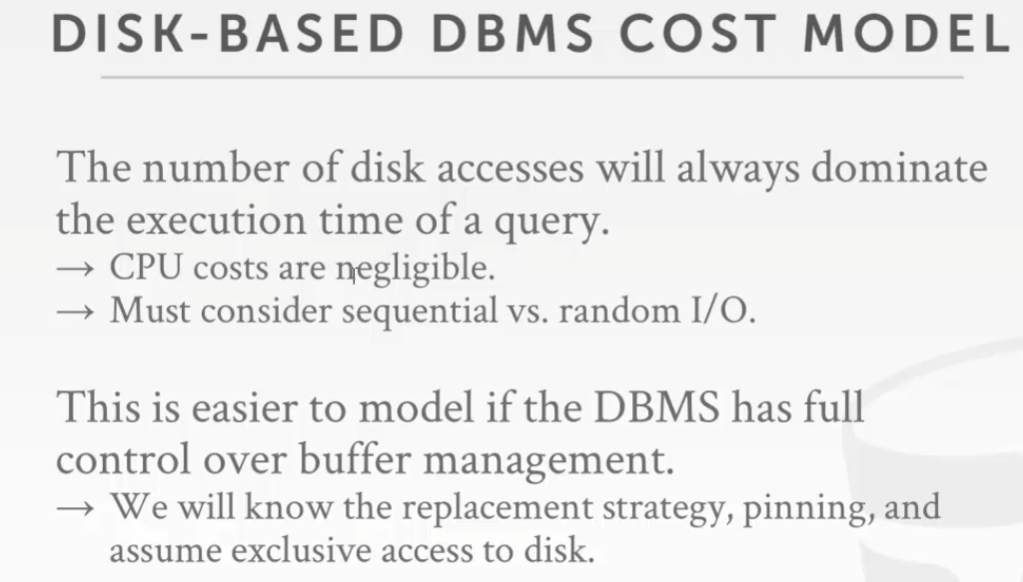 DISK-BASED DBMS COST MODEL
The number of disk accesses will always dominate
the execution time of a query.
→ CPU costs are negligible.
→ Must consider sequential vs. random I/O.
This is easier to model if the DBMS has full
control over buffer management.
→ We will know the replacement strategy, pinning, and
assume exclusive access to disk.